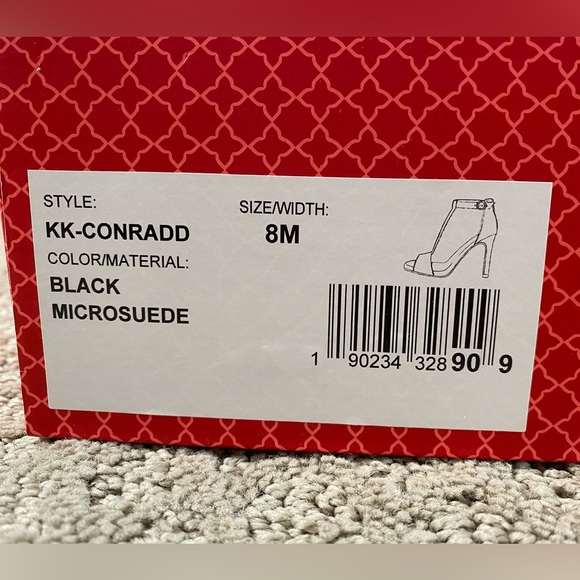 STYLE:
KK-CONRADD
COLOR/MATERIAL:
BLACK
MICROSUEDE
SIZE/WIDTH:
8M
1 90234 328 90 9